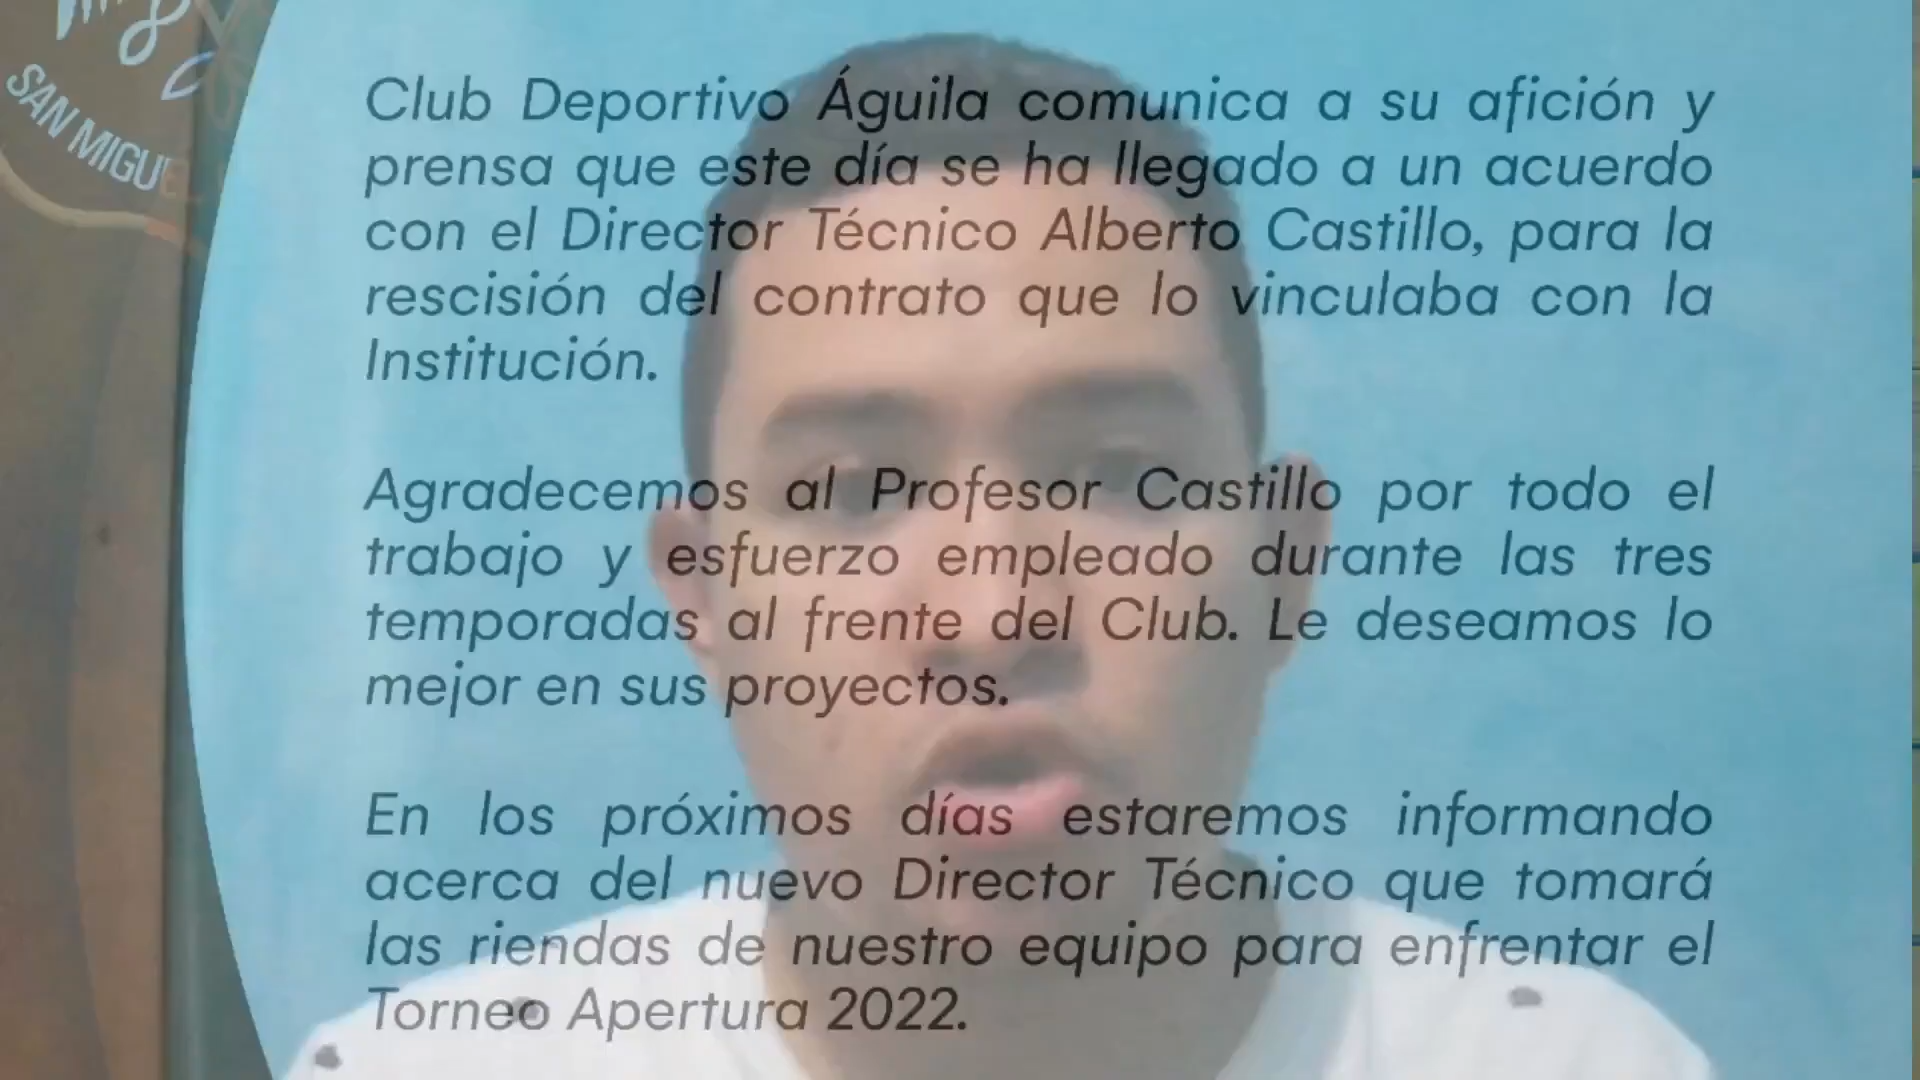 SAN MIGUEL
Club Deportivo Águila comunica a su afición y
prensa que este día se ha llegado a un acuerdo
con el Director Técnico Alberto Castillo, para la
rescisión del contrato que lo vinculaba con la
Institución.
Agradecemos al Profesor Castillo por todo el
trabajo y esfuerzo empleado durante las tres
temporadas al frente del Club. Le deseamos lo
mejor en sus proyectos.
En los próximos días estaremos informando
acerca del nuevo Director Técnico que tomará
las riendas de nuestro equipo para enfrentar el
Torneo Apertura 2022.